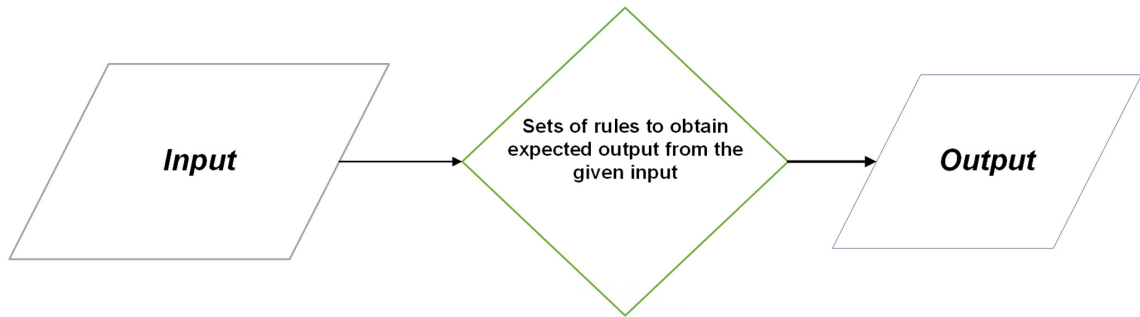 Input
Sets of rules to obtain
expected output from the
given input
Output